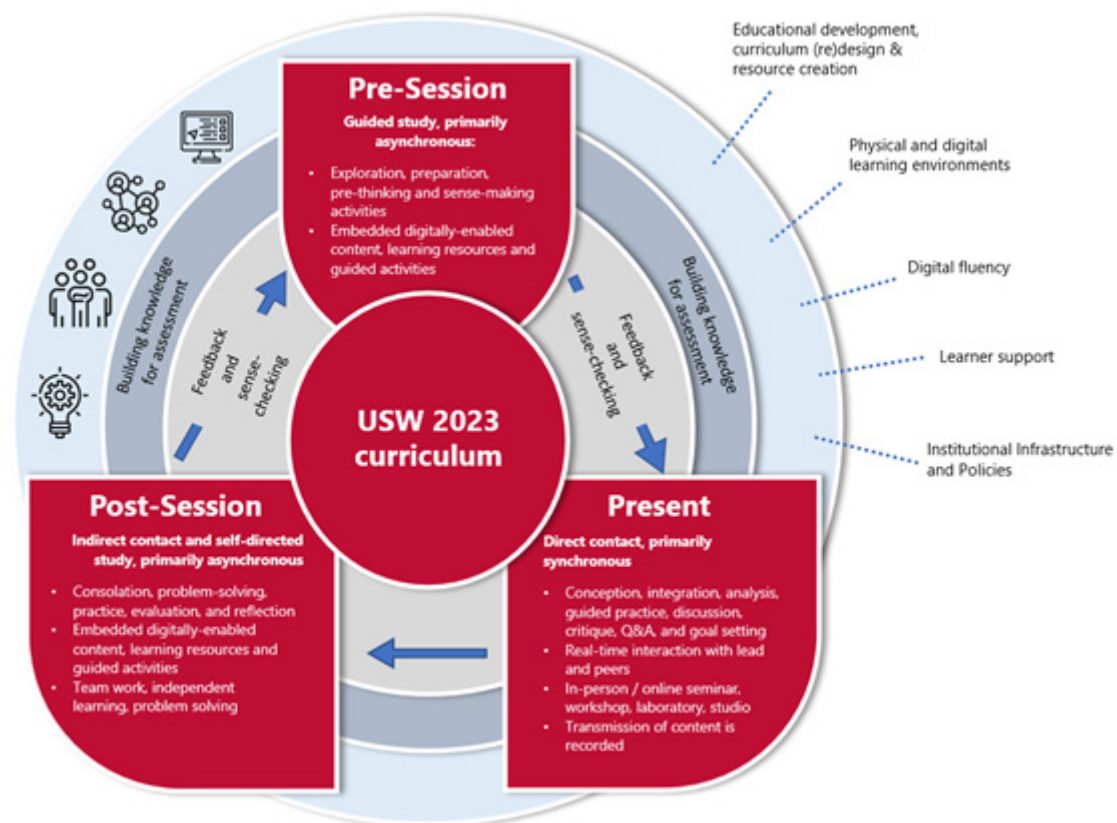 Educational development,
curriculum (re)design &
resource creation
Physical and digital
learning environments
Digital fluency
Learner support
Institutional Infrastructure
and Policies
Pre-Session
Guided study, primarily
asynchronous:
• Exploration, preparation,
pre-thinking and sense-making
activities
• Embedded digitally-enabled
content, learning resources and
guided activities
Building knowledge
for assessment
Feedback
and
sense-
checking
Feedback
and
sense-checking
Building knowledge
for assessment
USW 2023
curriculum
Post-Session
Indirect contact and self-directed
study, primarily asynchronous
• Consolation, problem-solving,
practice, evaluation, and reflection
• Embedded digitally-enabled
content, learning resources and
guided activities
• Team work, independent
learning, problem solving
Present
Direct contact, primarily
synchronous
• Conception, integration, analysis,
guided practice, discussion,
critique, Q&A, and goal setting
• Real-time interaction with lead
and peers
• In-person / online seminar,
workshop, laboratory, studio
• Transmission of content is
recorded